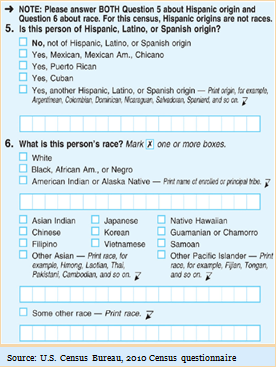 → NOTE: Please answer BOTH Question 5 about Hispanic origin and
Question 6 about race. For this census, Hispanic origins are not races.
5. Is this person of Hispanic, Latino, or Spanish origin?
No, not of Hispanic, Latino, or Spanish origin
Yes, Mexican, Mexican Am., Chicano
Yes, Puerto Rican
Yes, Cuban
Yes, another Hispanic, Latino, or Spanish origin — Print origin, for example,
Argentinean, Colombian, Dominican, Nicaraguan, Salvadoran, Spaniard, and so on.
6. What is this person's race? Mark X one or more boxes.
White
Black, African Am., or Negro
American Indian or Alaska Native — Print name of enrolled or principal tribe.
Asian Indian Japanese Native Hawaiian
Chinese Korean Guamanian or Chamorro
Filipino Vietnamese Samoan
Other Asian — Print race, for example, Hmong, Laotian, Thai, Pakistani, Cambodian, and so on.
Other Pacific Islander — Print race, for example, Fijian, Tongan, and so on.
Some other race — Print race.
Source: U.S. Census Bureau, 2010 Census questionnaire